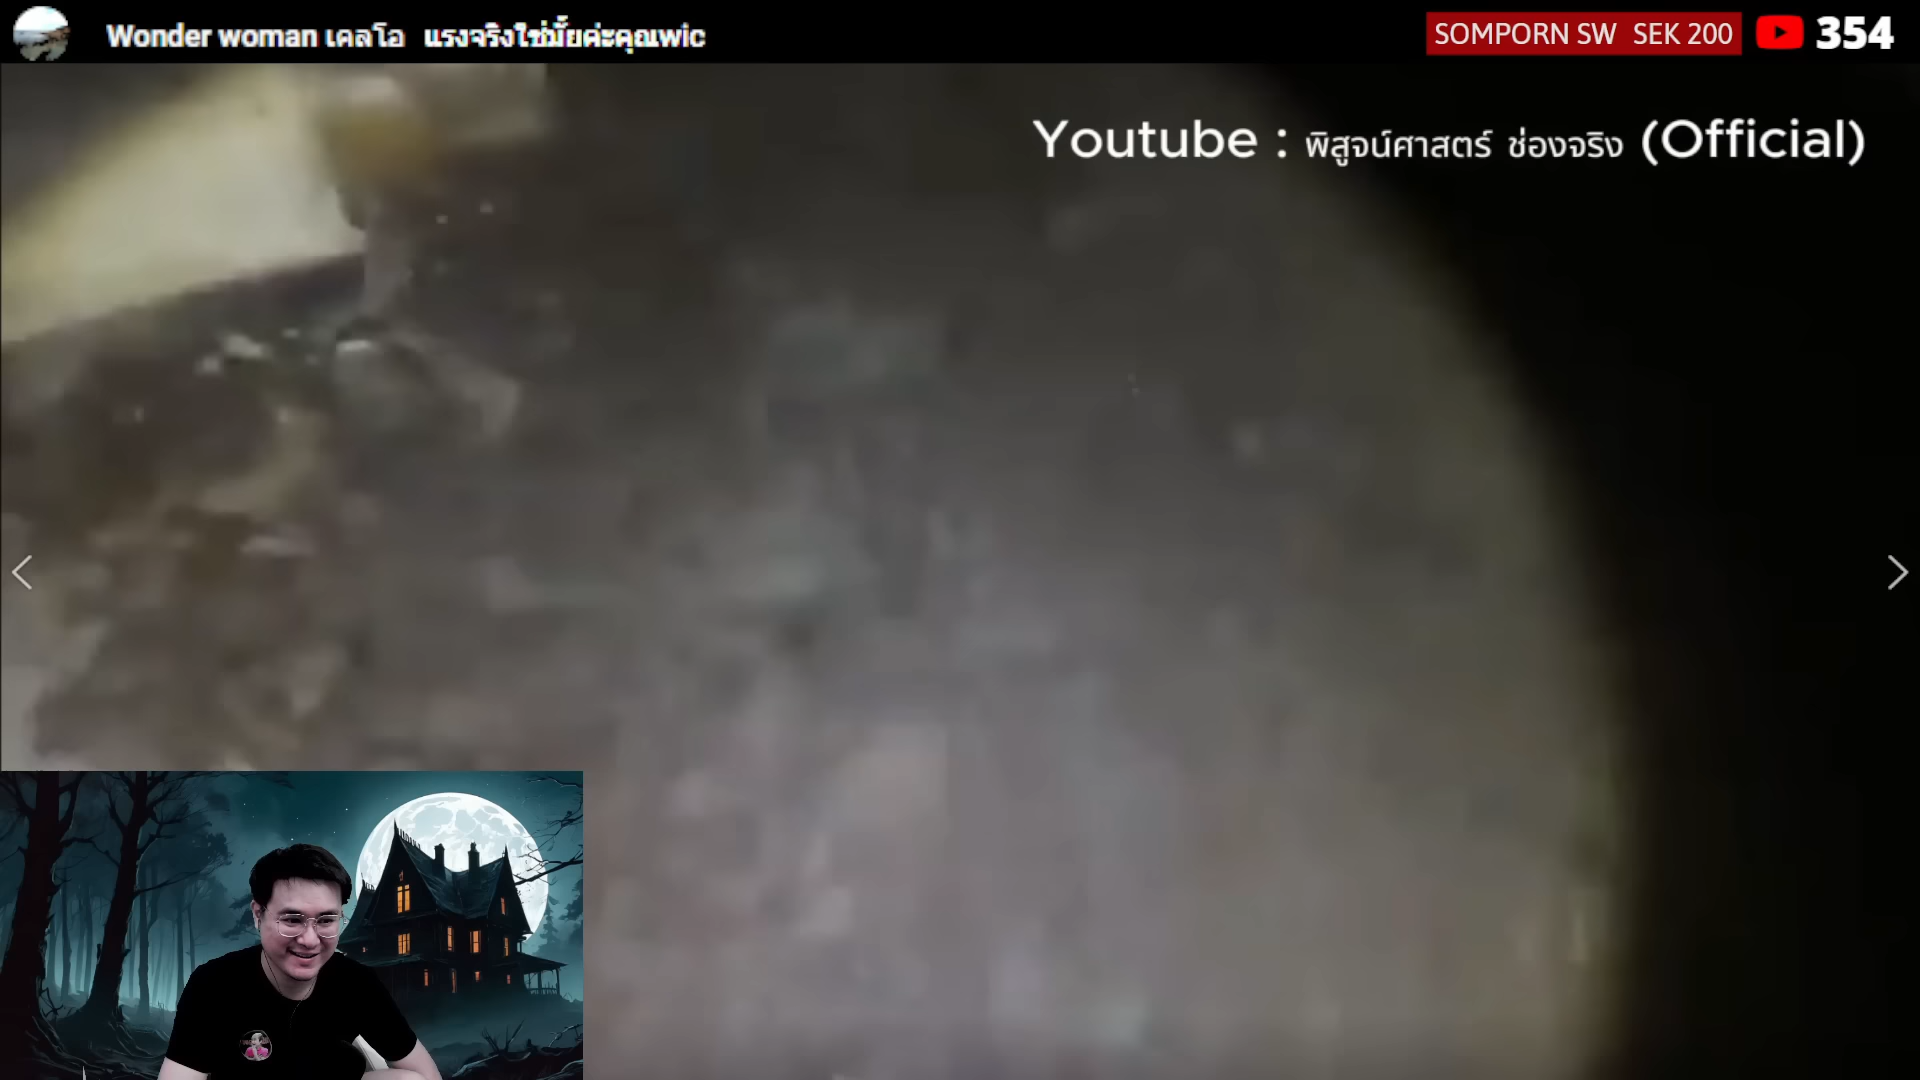 Wonder woman เคลโอ แรงจริงใช่มั้ยค่ะคุณwic
SOMPORN SW SEK 200
354
Youtube : พิสูจน์ศาสตร์ ช่องจริง (Official)